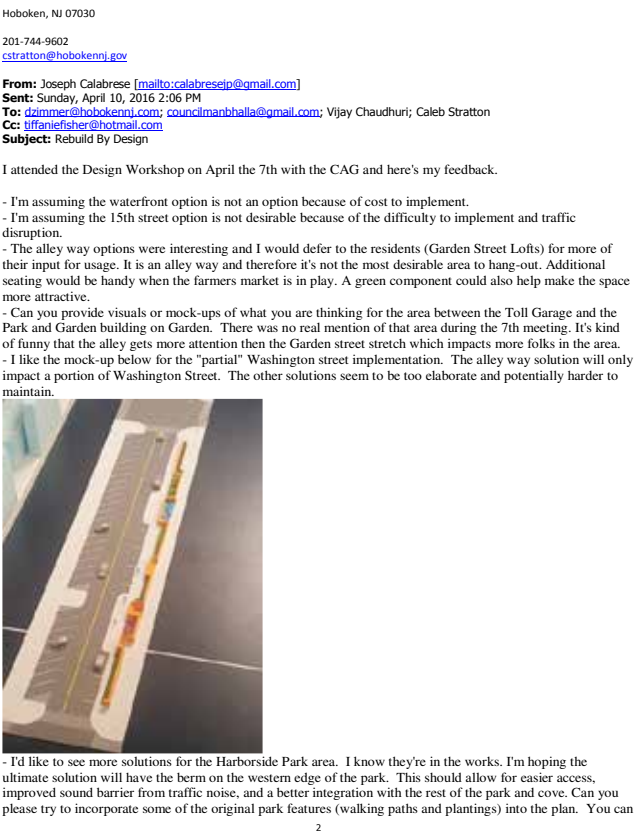 Hoboken, NJ 07030
201-744-9602
cstratton@hobokennj.gov
From: Joseph Calabrese [mailto:calabresejp@gmail.com]
Sent: Sunday, April 10, 2016 2:06 PM
To: dzimmer@hobokennj.com; councilmanbhalla@gmail.com; Vijay Chaudhuri; Caleb Stratton
Cc: tiffaniefisher@hotmail.com
Subject: Rebuild By Design
I attended the Design Workshop on April the 7th with the CAG and here's my feedback.
- I'm assuming the waterfront option is not an option because of cost to implement.
- I'm assuming the 15th street option is not desirable because of the difficulty to implement and traffic
disruption.
- The alley way options were interesting and I would defer to the residents (Garden Street Lofts) for more of
their input for usage. It is an alley way and therefore it's not the most desirable area to hang-out. Additional
seating would be handy when the farmers market is in play. A green component could also help make the space
more attractive.
- Can you provide visuals or mock-ups of what you are thinking for the area between the Toll Garage and the
Park and Garden building on Garden.  There was no real mention of that area during the 7th meeting. It's kind
of funny that the alley gets more attention then the Garden street stretch which impacts more folks in the area.
- I like the mock-up below for the "partial" Washington street implementation.  The alley way solution will only
impact a portion of Washington Street.  The other solutions seem to be too elaborate and potentially harder to
maintain.
- I'd like to see more solutions for the Harborside Park area.  I know they're in the works. I'm hoping the
ultimate solution will have the berm on the western edge of the park.  This should allow for easier access,
improved sound barrier from traffic noise, and a better integration with the rest of the park and cove. Can you
please try to incorporate some of the original park features (walking paths and plantings) into the plan.  You can
2